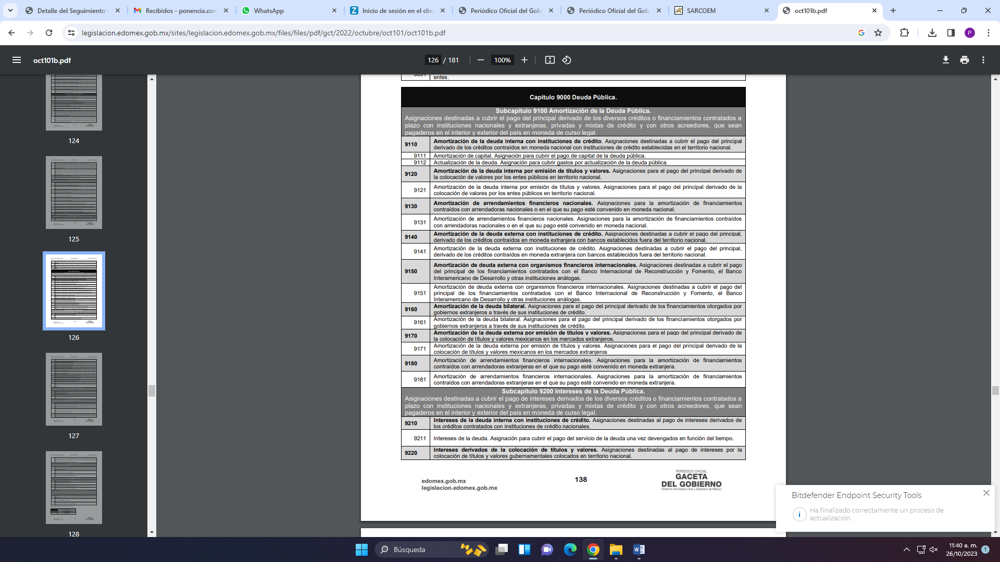 Detalle del Seguimiento
Recibidos - ponencia.con
WhatsApp
Inicio de sesión en el clie
Periódico Oficial del Gob
Periódico Oficial del Gob
SARCOEM
oct101b.pdf
legislacion.edomex.gob.mx/sites/legislacion.edomex.gob.mx/files/files/pdf/gct/2022/octubre/oct101/oct101b.pdf
P
oct101b.pdf
126 / 181
100%
124
125
126
127
128
entes.
Capítulo 9000 Deuda Pública.
Subcapítulo 9100 Amortización de la Deuda Pública.
Asignaciones destinadas a cubrir el pago del principal derivado de los diversos créditos o financiamientos contratados a
plazo con instituciones nacionales y extranjeras, privadas y mixtas de crédito y con otros acreedores, que sean
pagaderos en el interior y exterior del país en moneda de curso legal.
9110 Amortización de la deuda interna con instituciones de crédito. Asignaciones destinadas a cubrir el pago del principal
derivado de los créditos contraídos en moneda nacional con instituciones de crédito establecidas en el territorio nacional.
9111 Amortización de capital. Asignación para cubrir el pago de capital de la deuda pública.
9112 Actualización de la deuda. Asignación para cubrir gastos por actualización de la deuda pública.
9120 Amortización de la deuda interna por emisión de títulos y valores. Asignaciones para el pago del principal derivado de
la colocación de valores por los entes públicos en territorio nacional.
9121 Amortización de la deuda interna por emisión de títulos y valores. Asignaciones para el pago del principal derivado de la
colocación de valores por los entes públicos en territorio nacional.
9130 Amortización de arrendamientos financieros nacionales. Asignaciones para la amortización de financiamientos
contraídos con arrendadoras nacionales o en el que su pago esté convenido en moneda nacional.
9131 Amortización de arrendamientos financieros nacionales. Asignaciones para la amortización de financiamientos contraídos
con arrendadoras nacionales o en el que su pago esté convenido en moneda nacional.
9140 Amortización de la deuda externa con instituciones de crédito. Asignaciones destinadas a cubrir el pago del principal,
derivado de los créditos contraídos en moneda extranjera con bancos establecidos fuera del territorio nacional.
9141 Amortización de la deuda externa con instituciones de crédito. Asignaciones destinadas a cubrir el pago del principal,
derivado de los créditos contraídos en moneda extranjera con bancos establecidos fuera del territorio nacional.
9150 Amortización de deuda externa con organismos financieros internacionales. Asignaciones destinadas a cubrir el pago
del principal de los financiamientos contratados con el Banco Internacional de Reconstrucción y Fomento, el Banco
Interamericano de Desarrollo y otras instituciones análogas.
9151 Amortización de deuda externa con organismos financieros internacionales. Asignaciones destinadas a cubrir el pago del
principal de los financiamientos contratados con el Banco Internacional de Reconstrucción y Fomento, el Banco
Interamericano de Desarrollo y otras instituciones análogas.
9160 Amortización de la deuda bilateral. Asignaciones para el pago del principal derivado de los financiamientos otorgados por
gobiernos extranjeros a través de sus instituciones de crédito.
9161 Amortización de la deuda bilateral. Asignaciones para el pago del principal derivado de los financiamientos otorgados por
gobiernos extranjeros a través de sus instituciones de crédito.
9170 Amortización de la deuda externa por emisión de títulos y valores. Asignaciones para el pago del principal derivado de
la colocación de títulos y valores mexicanos en los mercados extranjeros.
9171 Amortización de la deuda externa por emisión de títulos y valores. Asignaciones para el pago del principal derivado de la
colocación de títulos y valores mexicanos en los mercados extranjeros
9180 Amortización de arrendamientos financieros internacionales. Asignaciones para la amortización de financiamientos
contraídos con arrendadoras extranjeras en el que su pago esté convenido en moneda extranjera.
9181 Amortización de arrendamientos financieros internacionales. Asignaciones para la amortización de financiamientos
contraídos con arrendadoras extranjeras en el que su pago esté convenido en moneda extranjera.
Subcapítulo 9200 Intereses de la Deuda Pública.
Asignaciones destinadas a cubrir el pago de intereses derivados de los diversos créditos o financiamientos contratados a
plazo con instituciones nacionales y extranjeras, privadas y mixtas de crédito y con otros acreedores, que sean
pagaderos en el interior y exterior del país en moneda de curso legal.
9210 Intereses de la deuda interna con instituciones de crédito. Asignaciones destinadas al pago de intereses derivados de
los créditos contratados con instituciones de crédito nacionales.
9211 Intereses de la deuda. Asignación para cubrir el pago del servicio de la deuda una vez devengados en función del tiempo.
9220 Intereses derivados de la colocación de títulos y valores. Asignaciones destinadas al pago de intereses por la
colocación de títulos y valores gubernamentales colocados en territorio nacional.
edomex.gob.mx
legislacion.edomex.gob.mx
138
PERIÓDICO OFICIAL
GACETA
DEL GOBIERNO
Gobierno del Estado Libre y Soberano de México
Bitdefender Endpoint Security Tools
Ha finalizado correctamente un proceso de
actualización.
Búsqueda
11:40 a. m.
26/10/2023
1